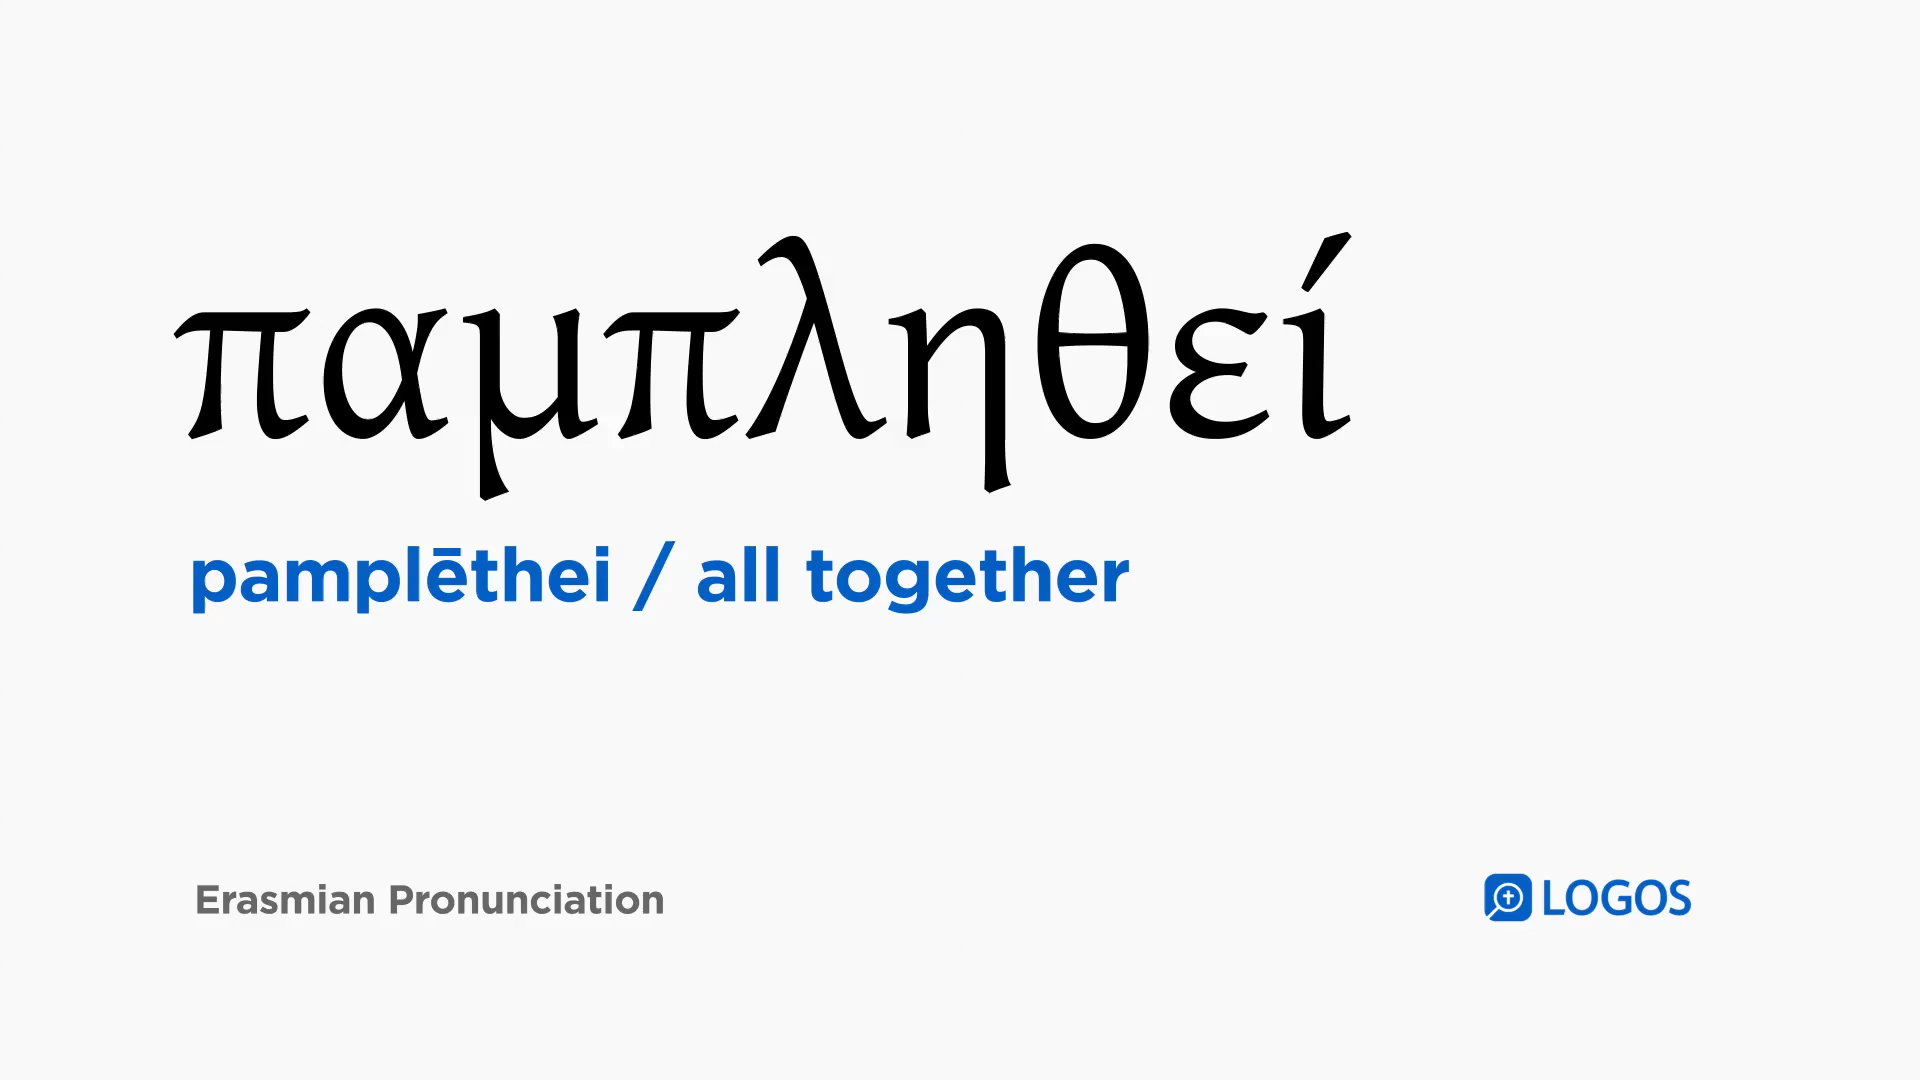 παμπληθεί
pamplēthei / all together
Erasmian Pronunciation
LOGOS